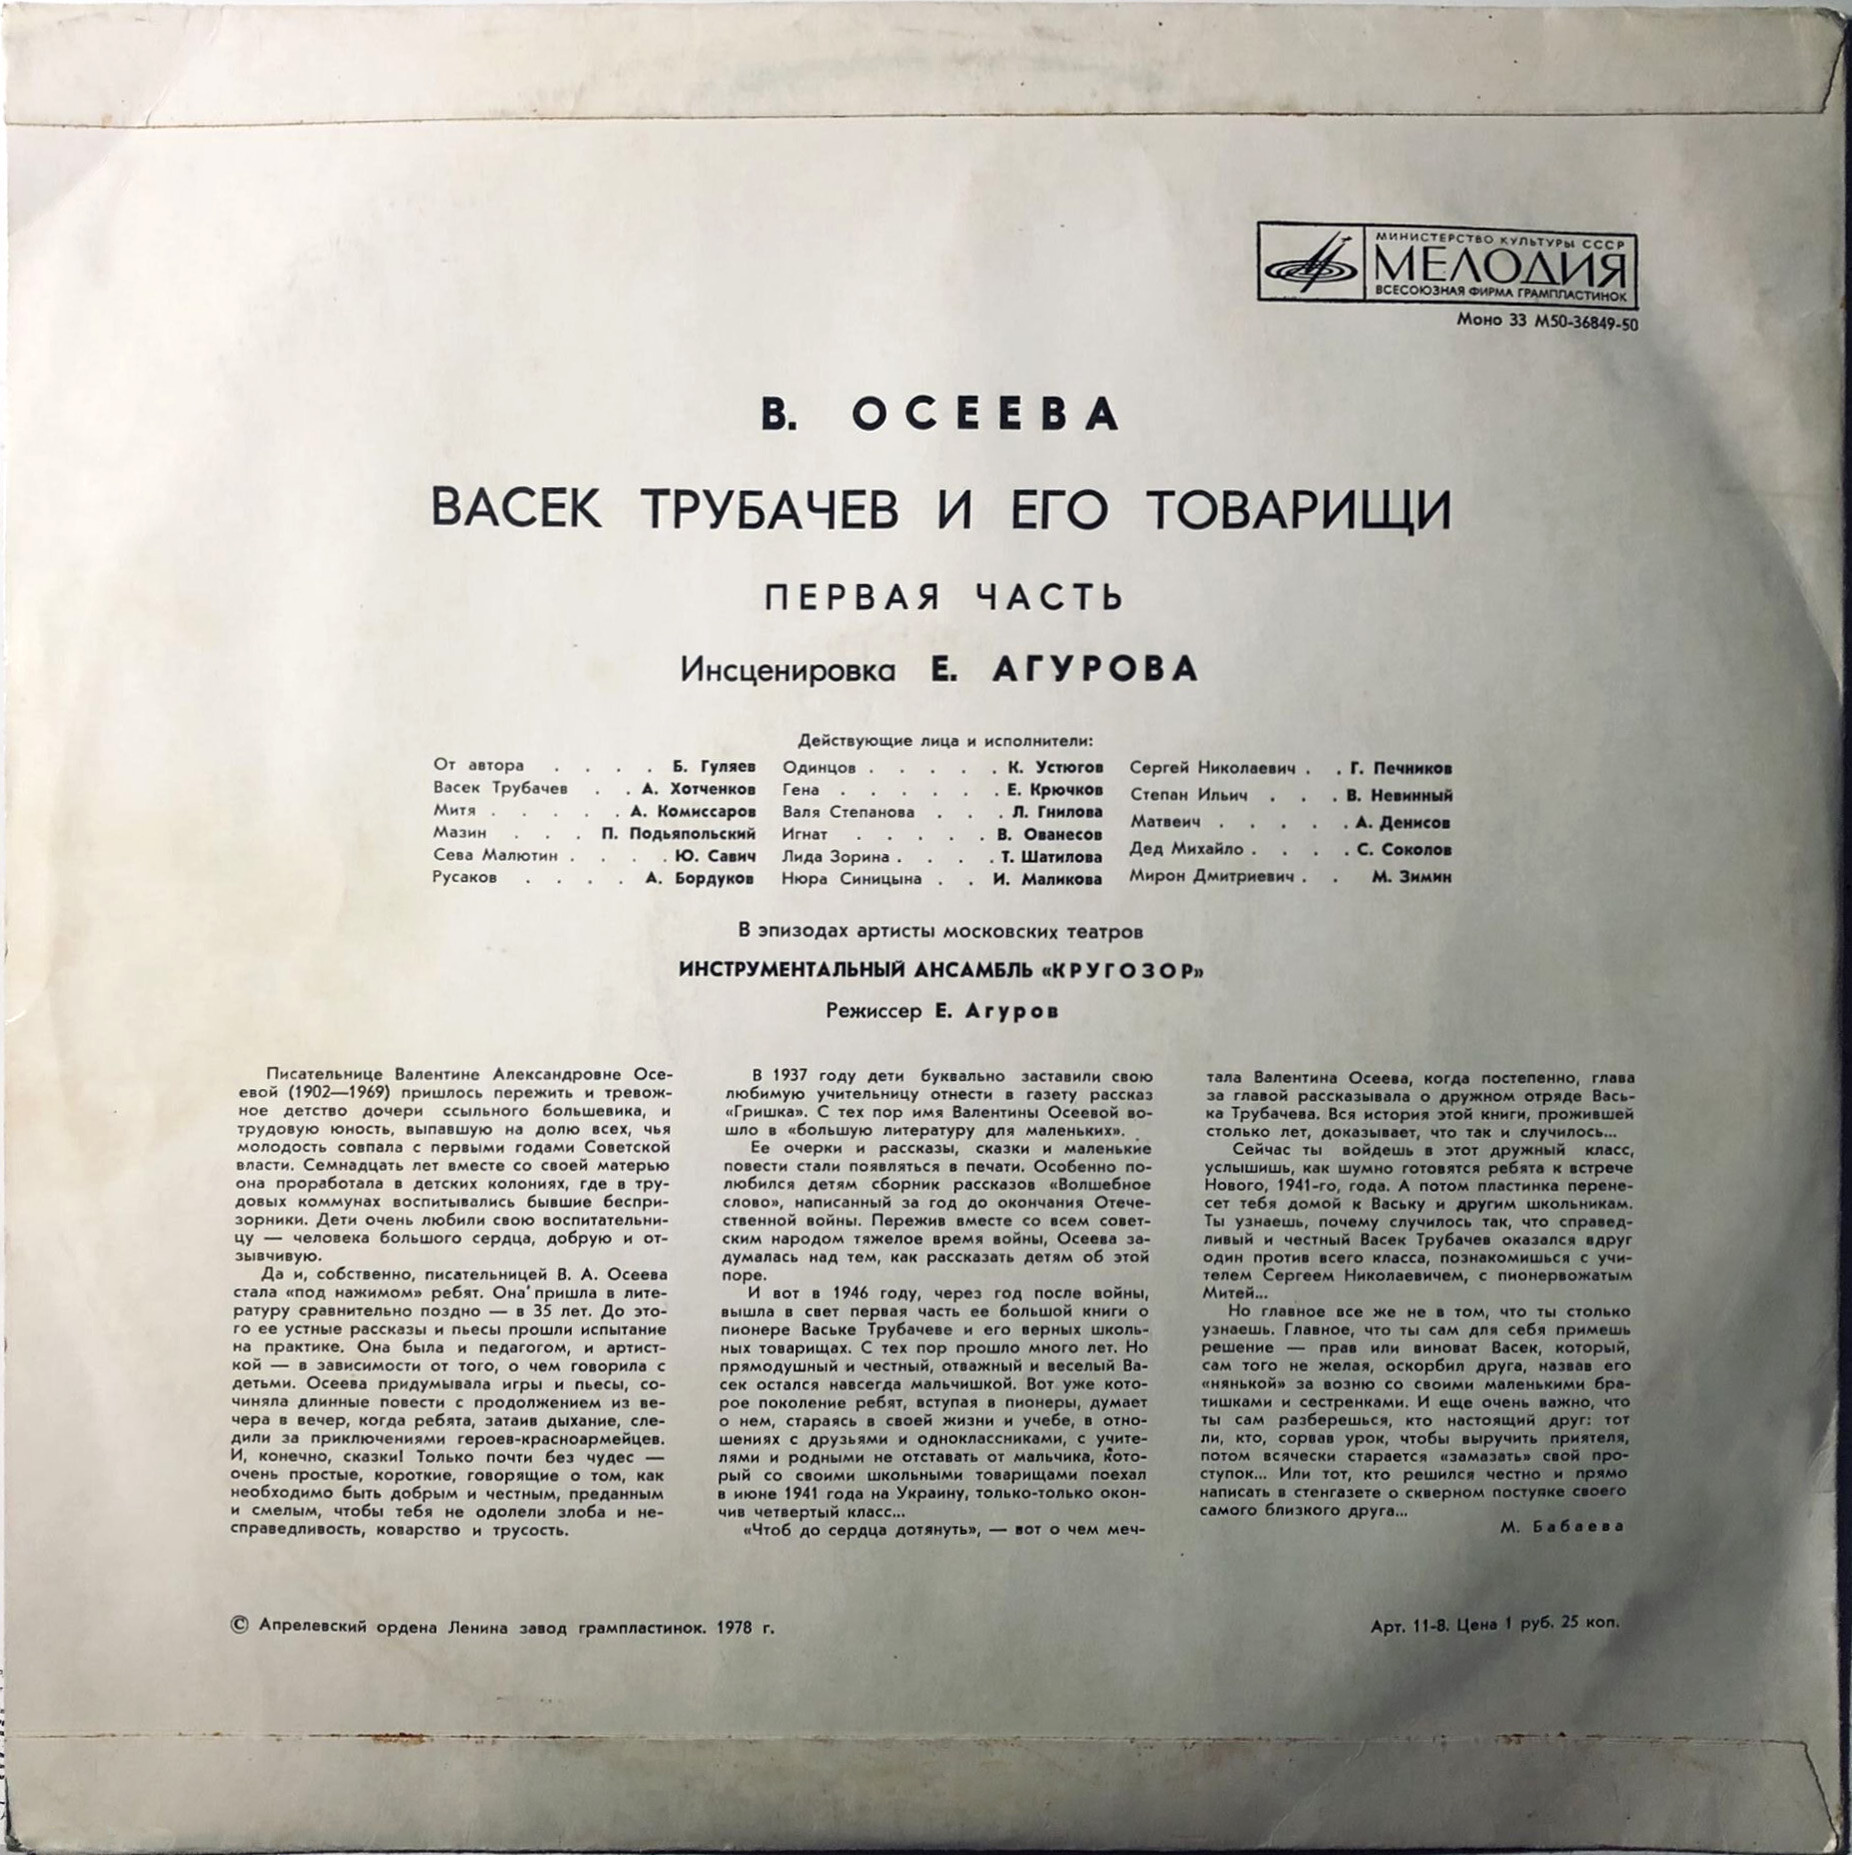 МИНИСТЕРСТВО КУЛЬТУРЫ СССР
МЕЛОДИЯ
ВСЕСОЮЗНАЯ ФИРМА ГРАМПЛАСТИНОК
Моно 33 М50-36849-50
В. ОСЕЕВА
ВАСЕК ТРУБАЧЕВ И ЕГО ТОВАРИЩИ
ПЕРВАЯ ЧАСТЬ
Инсценировка Е. АГУРОВА
Действующие лица и исполнители:
От автора . . . . Б. Гуляев
Васек Трубачев . . А. Хотченков
Митя . . . . . А. Комиссаров
Мазин . . . П. Подьяпольский
Сева Малютин . . . . Ю. Савич
Русаков . . . . А. Бордуков
Одинцов . . . . . К. Устюгов
Гена . . . . . . Е. Крючков
Валя Степанова . . . Л. Гнилова
Игнат . . . . . В. Ованесов
Лида Зорина . . . . Т. Шатилова
Нюра Синицына . . И. Маликова
Сергей Николаевич . . Г. Печников
Степан Ильич . . . В. Невинный
Матвеич . . . . . А. Денисов
Дед Михайло . . . . С. Соколов
Мирон Дмитриевич . . М. Зимин
В эпизодах артисты московских театров
ИНСТРУМЕНТАЛЬНЫЙ АНСАМБЛЬ «КРУГОЗОР»
Режиссер Е. Агуров
Писательнице Валентине Александровне Осе-
евой (1902—1969) пришлось пережить и тревож-
ное детство дочери ссыльного большевика, и
трудовую юность, выпавшую на долю всех, чья
молодость совпала с первыми годами Советской
власти. Семнадцать лет вместе со своей матерью
она проработала в детских колониях, где в тру-
довых коммунах воспитывались бывшие беспри-
зорники. Дети очень любили свою воспитательни-
цу — человека большого сердца, добрую и от-
зывчивую.
Да и, собственно, писательницей В. А. Осеева
стала «под нажимом» ребят. Она пришла в лите-
ратуру сравнительно поздно — в 35 лет. До это-
го ее устные рассказы и пьесы прошли испытание
на практике. Она была и педагогом, и артист-
кой — в зависимости от того, о чем говорила с
детьми. Осеева придумывала игры и пьесы, со-
чиняла длинные повести с продолжением из ве-
чера в вечер, когда ребята, затаив дыхание, сле-
дили за приключениями героев-красноармейцев.
И, конечно, сказки! Только почти без чудес —
очень простые, короткие, говорящие о том, как
необходимо быть добрым и честным, преданным
и смелым, чтобы тебя не одолели злоба и не-
справедливость, коварство и трусость.
В 1937 году дети буквально заставили свою
любимую учительницу отнести в газету рассказ
«Гришка». С тех пор имя Валентины Осеевой во-
шло в «большую литературу для маленьких».
Ее очерки и рассказы, сказки и маленькие
повести стали появляться в печати. Особенно по-
любился детям сборник рассказов «Волшебное
слово», написанный за год до окончания Отече-
ственной войны. Пережив вместе со всем совет-
ским народом тяжелое время войны, Осеева за-
думалась над тем, как рассказать детям об этой
поре.
И вот в 1946 году, через год после войны,
вышла в свет первая часть ее большой книги о
пионере Ваське Трубачеве и его верных школь-
ных товарищах. С тех пор прошло много лет. Но
прямодушный и честный, отважный и веселый Ва-
сек остался навсегда мальчишкой. Вот уже кото-
рое поколение ребят, вступая в пионеры, думает
о нем, стараясь в своей жизни и учебе, в отно-
шениях с друзьями и одноклассниками, с учите-
лями и родными не отставать от мальчика, кото-
рый со своими школьными товарищами поехал
в июне 1941 года на Украину, только-только окон-
чив четвертый класс...
«Чтоб до сердца дотянуть», — вот о чем меч-
тала Валентина Осеева, когда постепенно, глава
за главой рассказывала о дружном отряде Вась-
ка Трубачева. Вся история этой книги, прожившей
столько лет, доказывает, что так и случилось...
Сейчас ты войдешь в этот дружный класс,
услышишь, как шумно готовятся ребята к встрече
Нового, 1941-го, года. А потом пластинка перене-
сет тебя домой к Ваську и другим школьникам.
Ты узнаешь, почему случилось так, что справед-
ливый и честный Васек Трубачев оказался вдруг
один против всего класса, познакомишься с учи-
телем Сергеем Николаевичем, с пионервожатым
Митей...
Но главное все же не в том, что ты столько
узнаешь. Главное, что ты сам для себя примешь
решение — прав или виноват Васек, который,
сам того не желая, оскорбил друга, назвав его
«нянькой» за возню со своими маленькими бра-
тишками и сестренками. И еще очень важно, что
ты сам разберешься, кто настоящий друг: тот
ли, кто, сорвав урок, чтобы выручить приятеля,
потом всячески старается «замазать» свой про-
ступок... Или тот, кто решился честно и прямо
написать в стенгазете о скверном поступке своего
самого близкого друга...
М. Бабаева
© Апрелевский ордена Ленина завод грампластинок. 1978 г.
Арт. 11-8. Цена 1 руб. 25 коп.